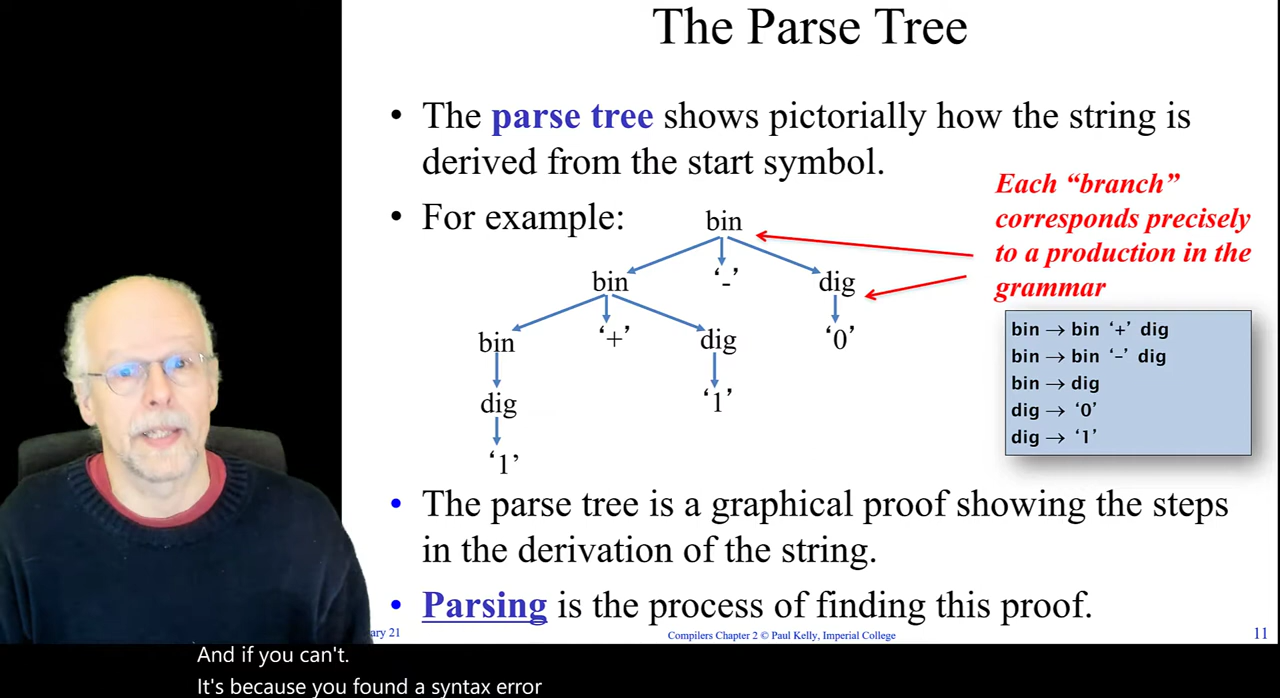 The Parse Tree
• The parse tree shows pictorially how the string is
derived from the start symbol.
• For example:
Each “branch”
corresponds precisely
to a production in the
grammar
bin
bin ‘-’ dig
bin ‘+’ dig ‘0’
dig ‘1’
‘1’
bin → bin ‘+’ dig
bin → bin ‘-’ dig
bin → dig
dig → ‘0’
dig → ‘1’
• The parse tree is a graphical proof showing the steps
in the derivation of the string.
• Parsing is the process of finding this proof.
ary 21
Compilers Chapter 2 © Paul Kelly, Imperial College
11
And if you can't.
It's because you found a syntax error